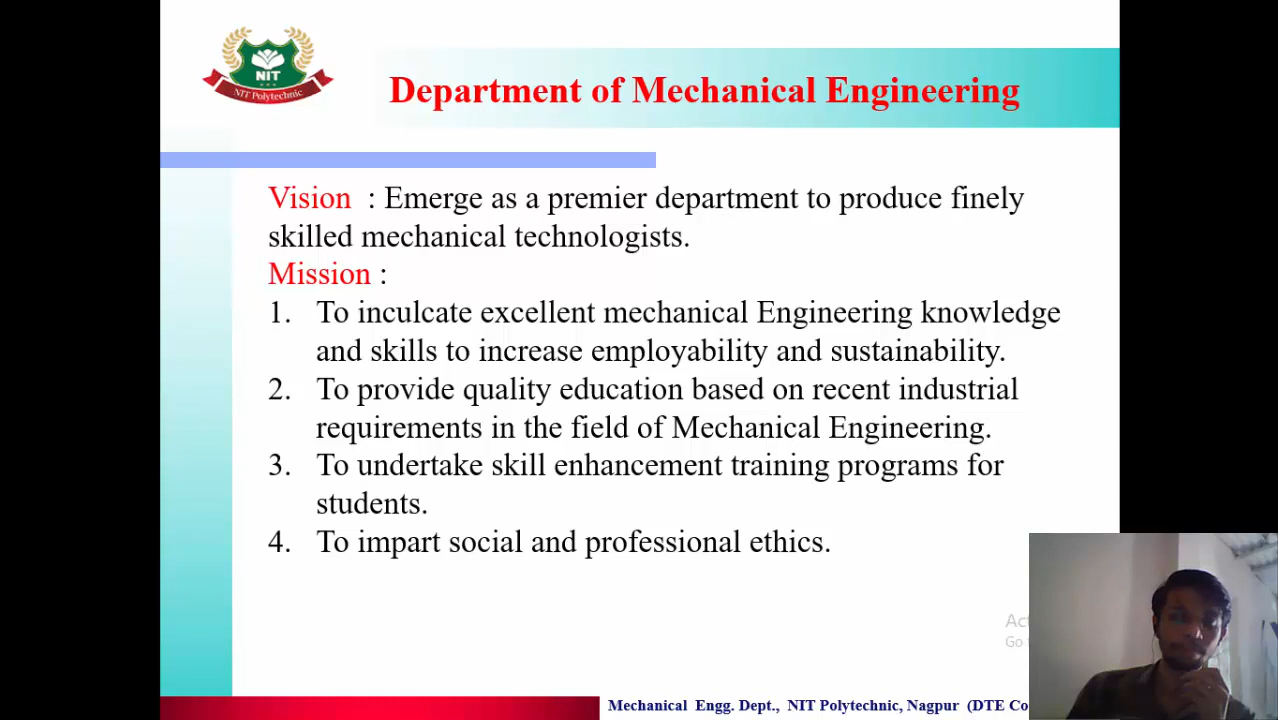 NIT
NIT Polytechnic
Department of Mechanical Engineering
Vision : Emerge as a premier department to produce finely
skilled mechanical technologists.
Mission :
1. To inculcate excellent mechanical Engineering knowledge
and skills to increase employability and sustainability.
2. To provide quality education based on recent industrial
requirements in the field of Mechanical Engineering.
3. To undertake skill enhancement training programs for
students.
4. To impart social and professional ethics.
Go
Mechanical Engg. Dept., NIT Polytechnic, Nagpur (DTE